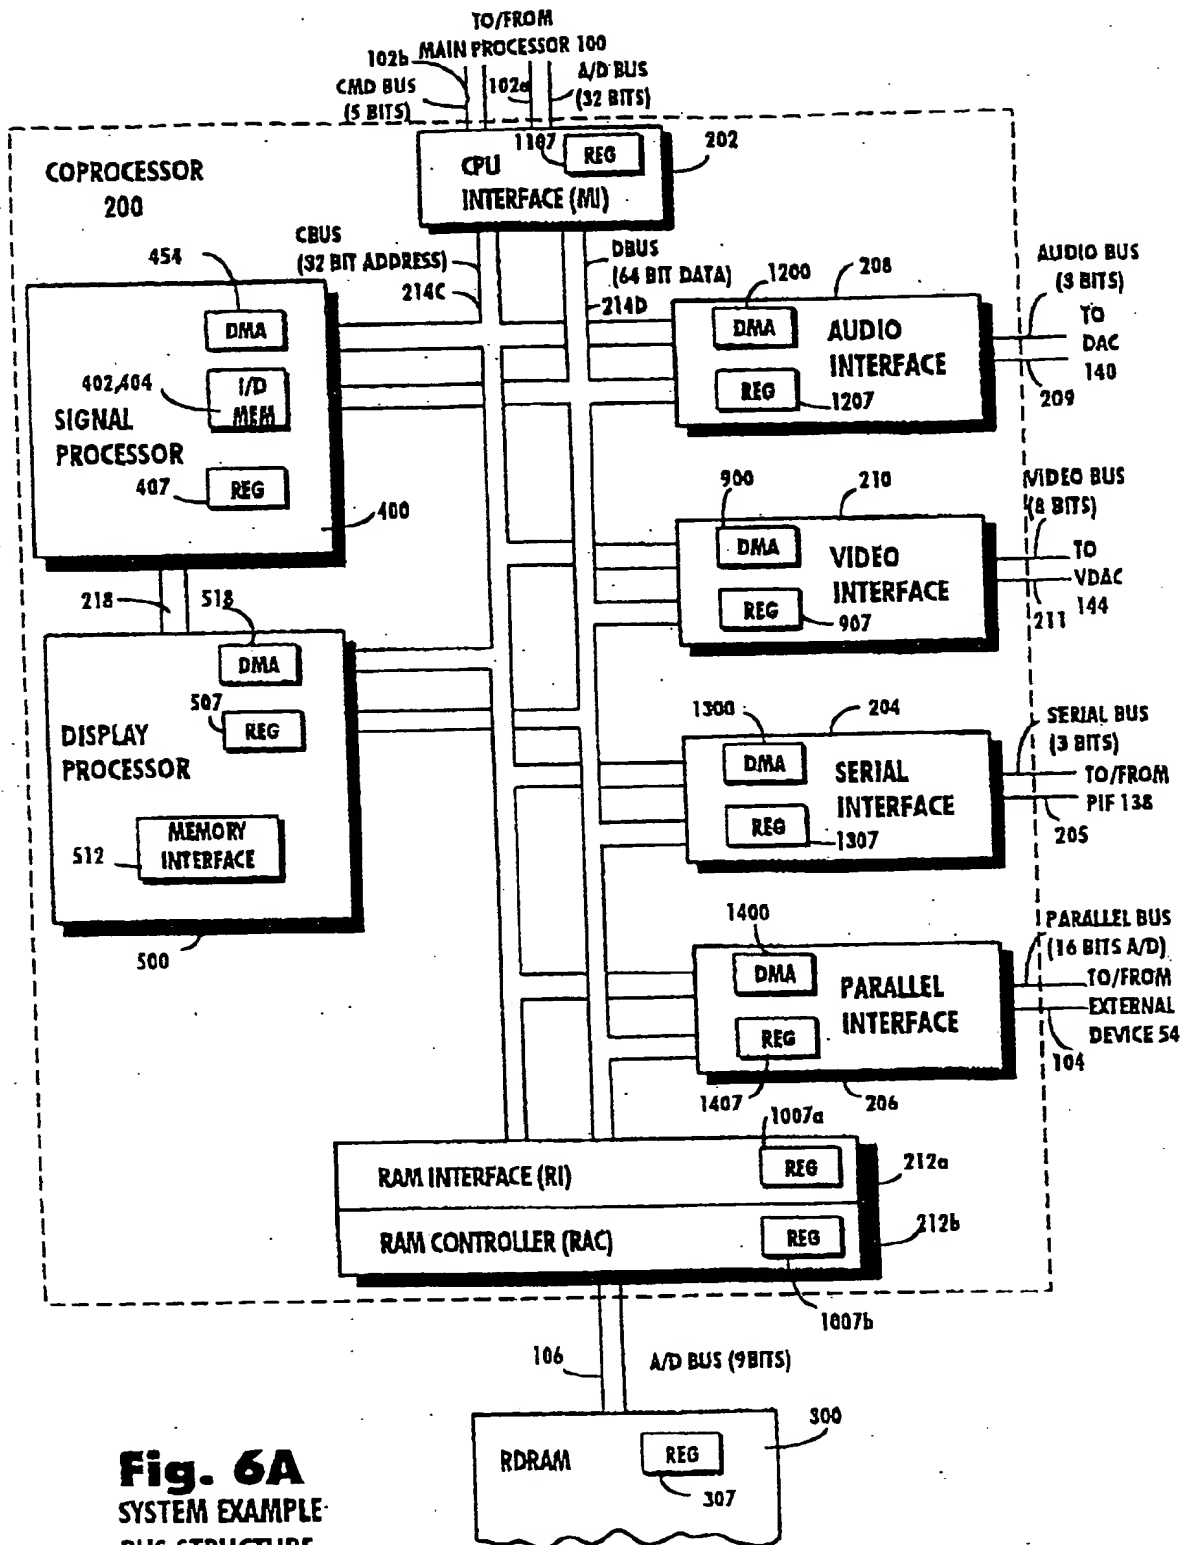 TO/FROM
MAIN PROCESSOR 100
102b
CMD BUS
(5 BITS)
102a
A/D BUS
(32 BITS)
COPROCESSOR
200
CPU
INTERFACE (MI)
1107
REG
202
CBUS
(32 BIT ADDRESS)
214C
DBUS
(64 BIT DATA)
214D
454
DMA
402,404
I/D
MEM
SIGNAL
PROCESSOR
407
REG
400
1200
208
DMA
AUDIO
INTERFACE
REG
1207
AUDIO BUS
(3 BITS)
TO
DAC
140
209
900
210
DMA
VIDEO
INTERFACE
REG
907
VIDEO BUS
(8 BITS)
TO
VDAC
144
211
218
518
DMA
507
REG
DISPLAY
PROCESSOR
MEMORY
INTERFACE
512
500
1300
204
DMA
SERIAL
INTERFACE
REG
1307
SERIAL BUS
(3 BITS)
TO/FROM
PIF 138
205
1400
DMA
PARALLEL
INTERFACE
REG
1407
206
PARALLEL BUS
(16 BITS A/D)
TO/FROM
EXTERNAL
DEVICE 54
104
1007a
RAM INTERFACE (RI)
REG
212a
RAM CONTROLLER (RAC)
REG
212b
1007b
106
A/D BUS (9BITS)
300
RDRAM
REG
307
Fig. 6A
SYSTEM EXAMPLE
BUS STRUCTURE